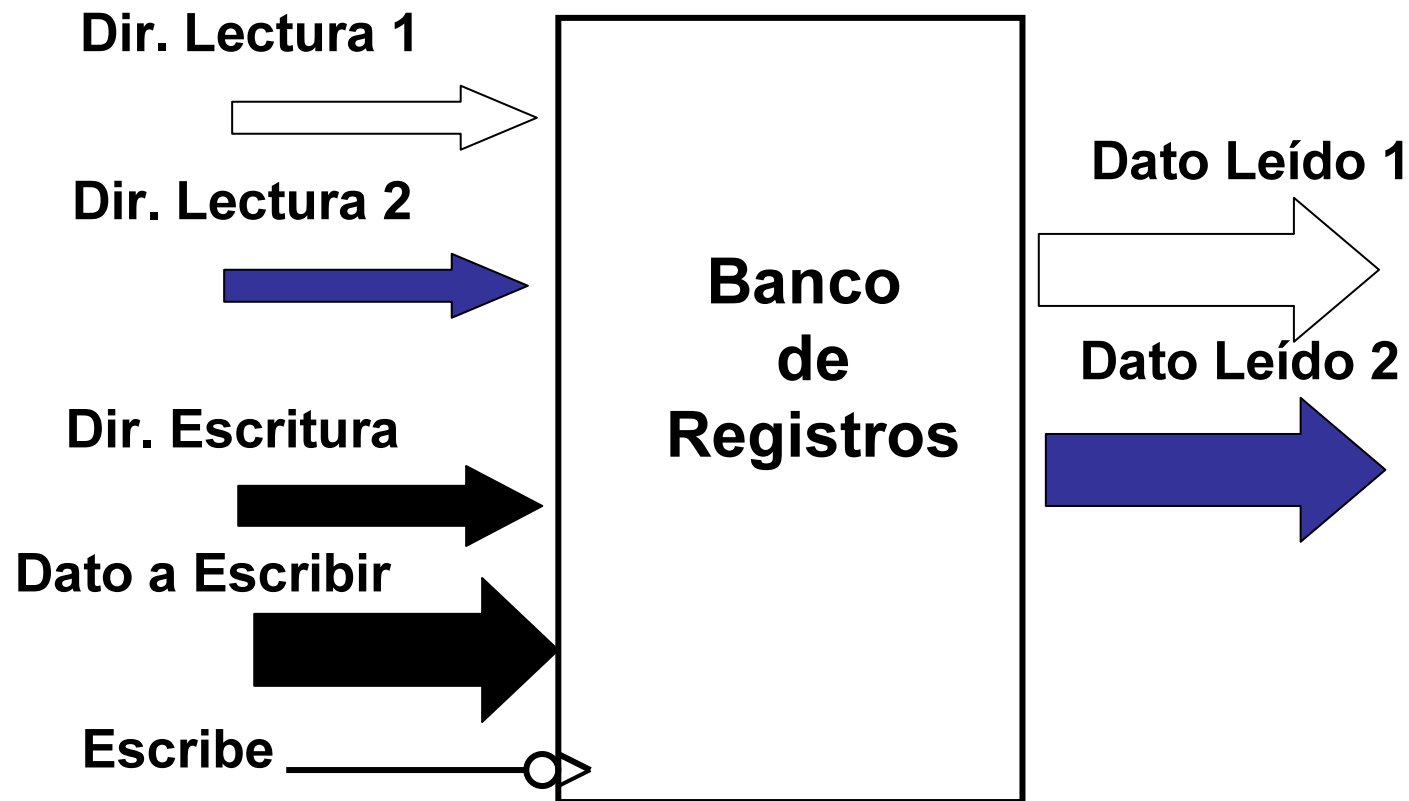 Dir. Lectura 1
Dir. Lectura 2
Dir. Escritura
Dato a Escribir
Escribe
Banco
de
Registros
Dato Leído 1
Dato Leído 2